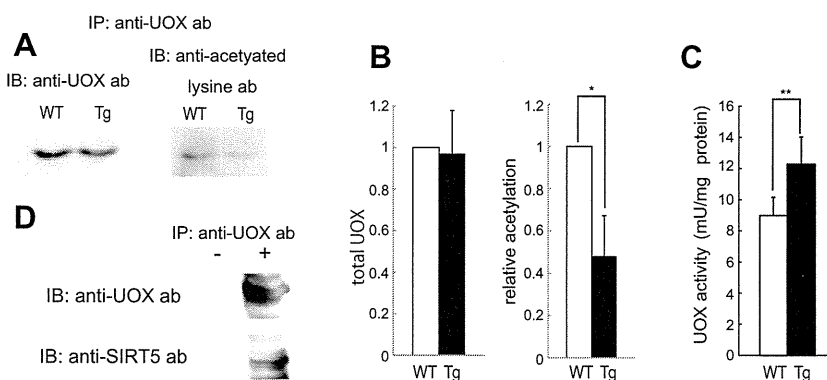 A
IP: anti-UOX ab
IB: anti-UOX ab
IB: anti-acetyated
lysine ab
WT Tg
WT Tg
D
IP: anti-UOX ab
- +
IB: anti-UOX ab
IB: anti-SIRT5 ab
B
total UOX
1.2
1
0.8
0.6
0.4
0.2
0
WT Tg
relative acetylation
1.2
1
0.8
0.6
0.4
0.2
0
*
WT Tg
C
UOX activity (mU/mg protein)
16
14
12
10
8
6
4
2
0
**
WT Tg